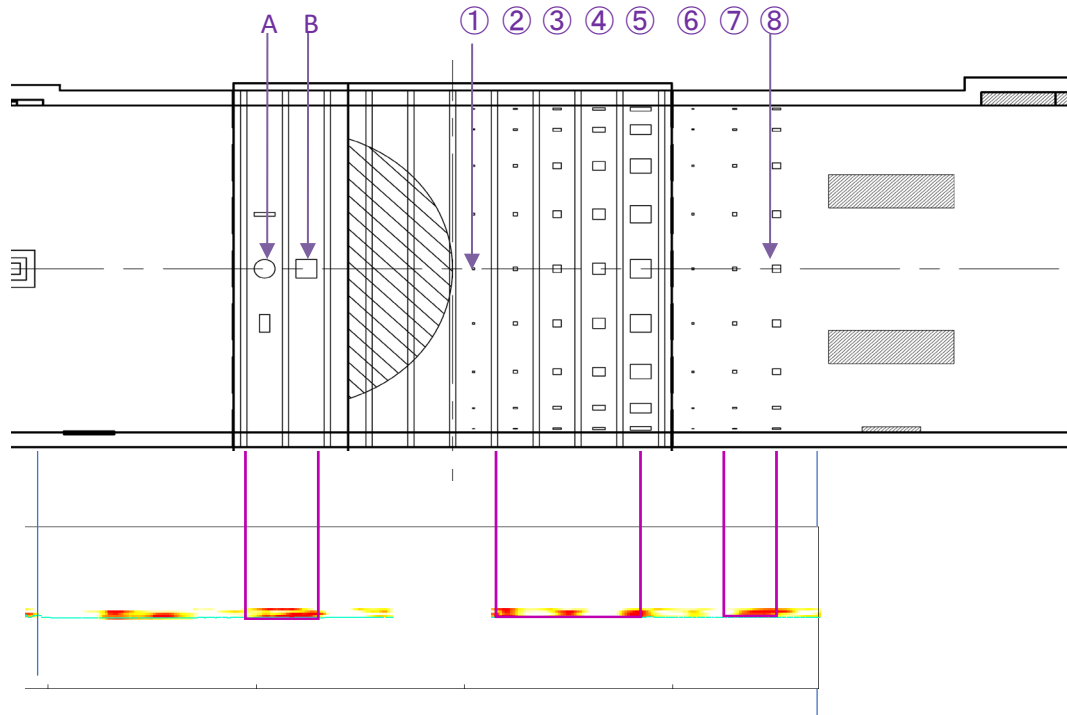 A B ① ② ③ ④ ⑤ ⑥ ⑦ ⑧